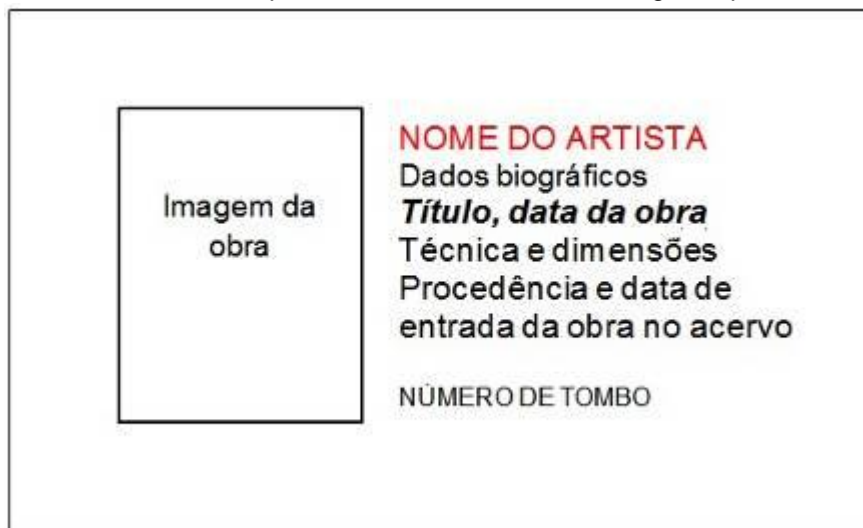 Imagem da
obra
NOME DO ARTISTA
Dados biográficos
Título, data da obra
Técnica e dimensões
Procedência e data de
entrada da obra no acervo
NÚMERO DE TOMBO